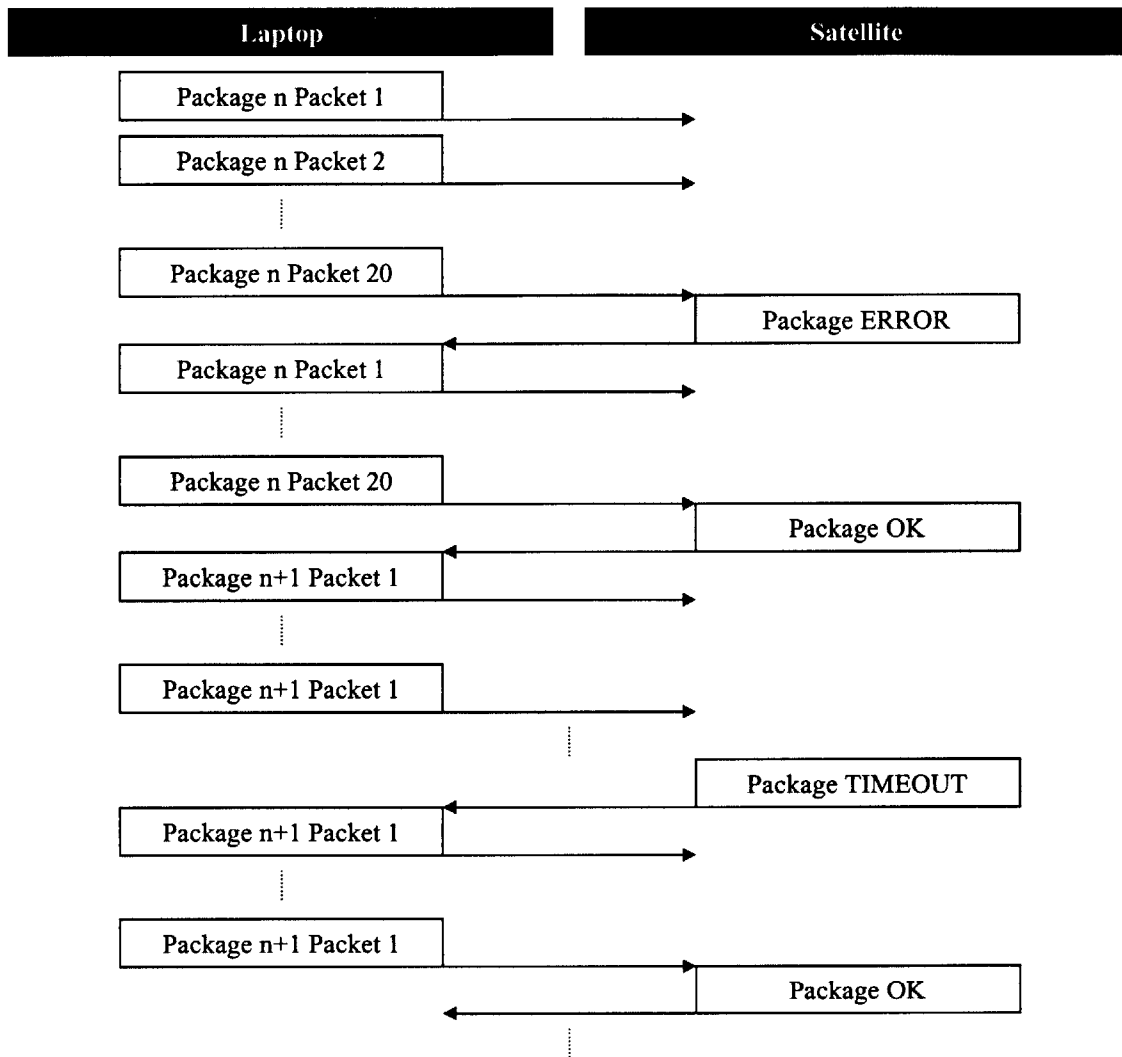 Laptop
Satellite
Package n Packet 1
Package n Packet 2
Package n Packet 20
Package ERROR
Package n Packet 1
Package n Packet 20
Package OK
Package n+1 Packet 1
Package n+1 Packet 1
Package TIMEOUT
Package n+1 Packet 1
Package n+1 Packet 1
Package OK